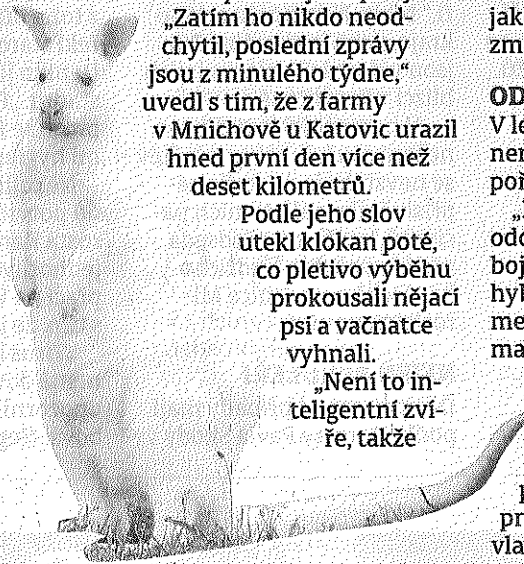 „Zatím ho nikdo neod-
chytil, poslední zprávy
jsou z minulého týdne,“
uvedl s tím, že z farmy
v Mnichově u Katovic urazil
hned první den více než
deset kilometrů.
Podle jeho slov
utekl klokan poté,
co pletivo výběhu
prokousali nějací
psi a vačnatce
vyhnali.
„Není to in-
teligentní zví-
ře, takže
jak
zm
OD
V lé
nen
poř
odc
boj
hyb
me
ma
pr
vla